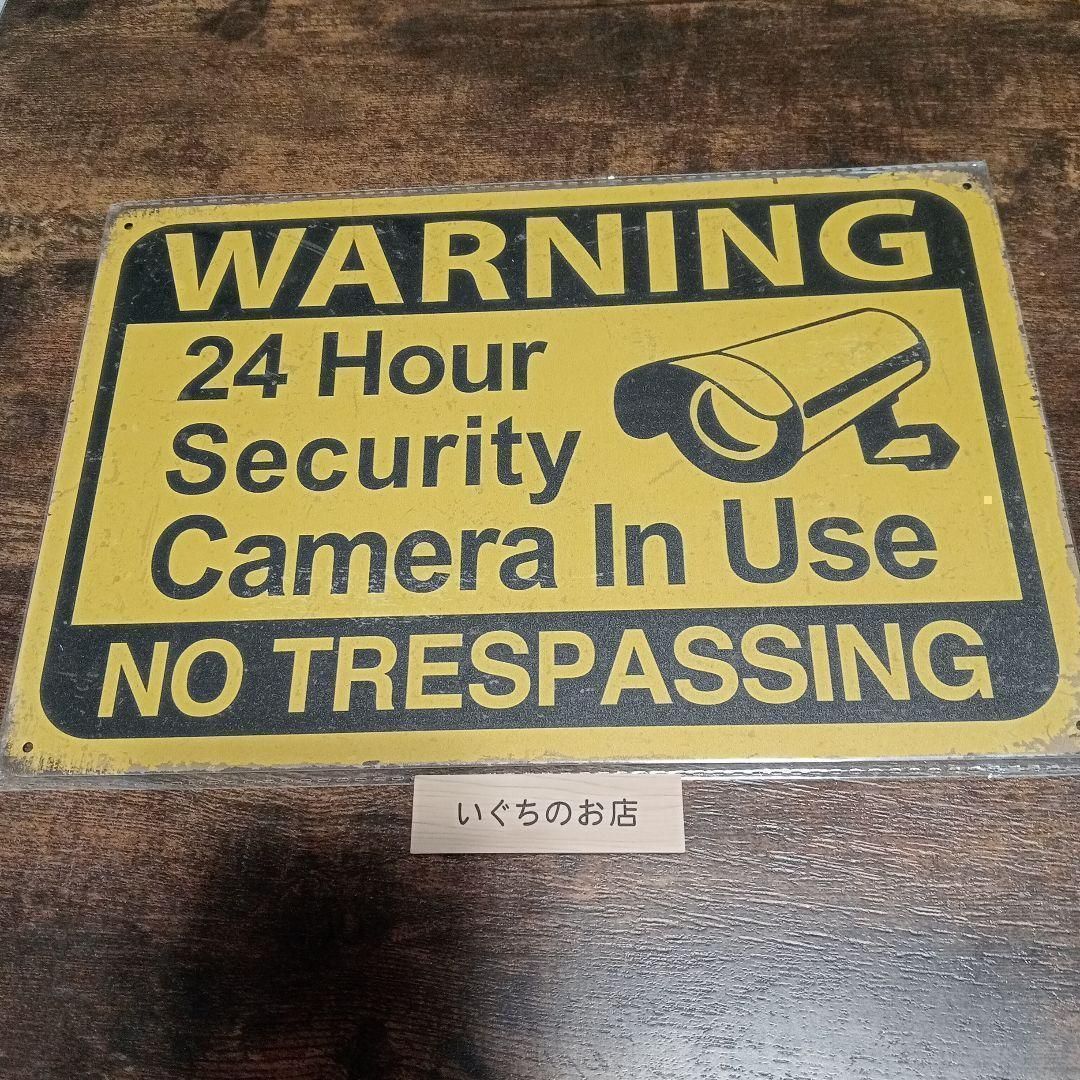 WARNING
24 Hour
Security
Camera In Use
NO TRESPASSING
いぐちのお店